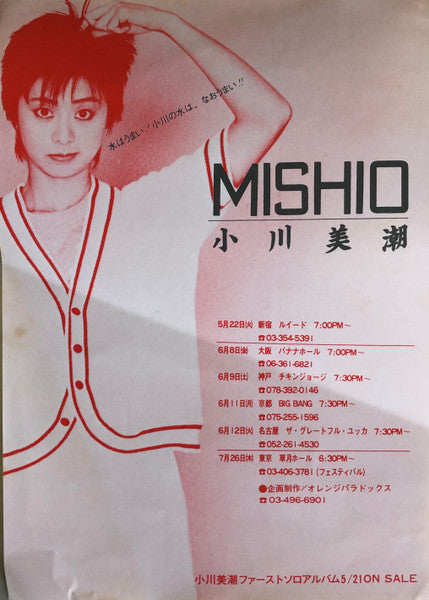 水はうまい！小川の水は、なおうまい!!
MISHIO
小川美潮
5月22日(火) 新宿 ルイード 7:00PM〜
☎03-354-5391
6月8日(金) 大阪 バナナホール 7:00PM〜
☎06-361-6821
6月9日(土) 神戸 チキンジョージ 7:30PM〜
☎078-392-0146
6月11日(月) 京都 BIG BANG 7:30PM〜
☎075-255-1596
6月12日(火) 名古屋 ザ・グレートフル・ユッカ 7:30PM〜
☎052-261-4530
7月26日(木) 東京 草月ホール 6:30PM〜
☎03-406-3781(フェスティバル)
●企画制作/オレンジパラドックス
☎03-496-6901
小川美潮ファーストソロアルバム5/21 ON SALE